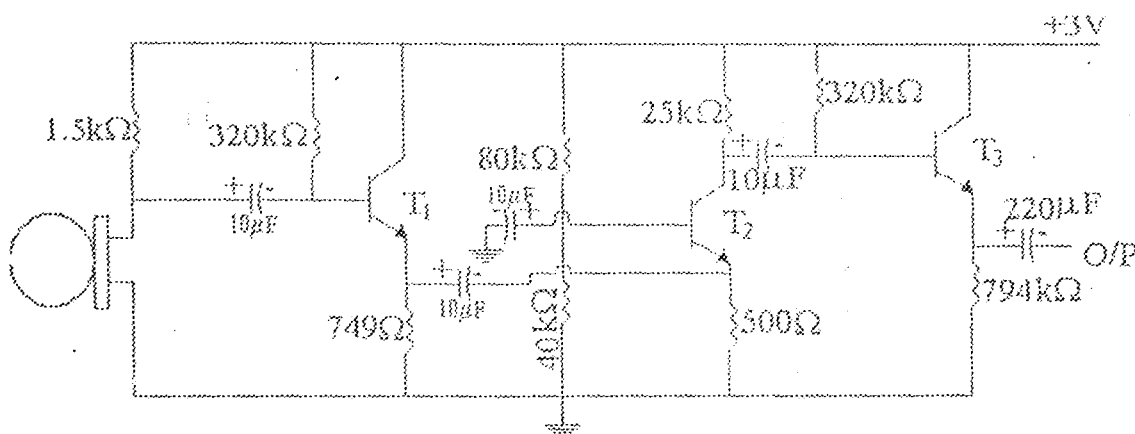 +3V
1.5kΩ
320kΩ
25kΩ
320kΩ
80kΩ
10μF
T3
10μF
T1
10μF
T2
220μF
O/P
10μF
749Ω
40kΩ
500Ω
794kΩ